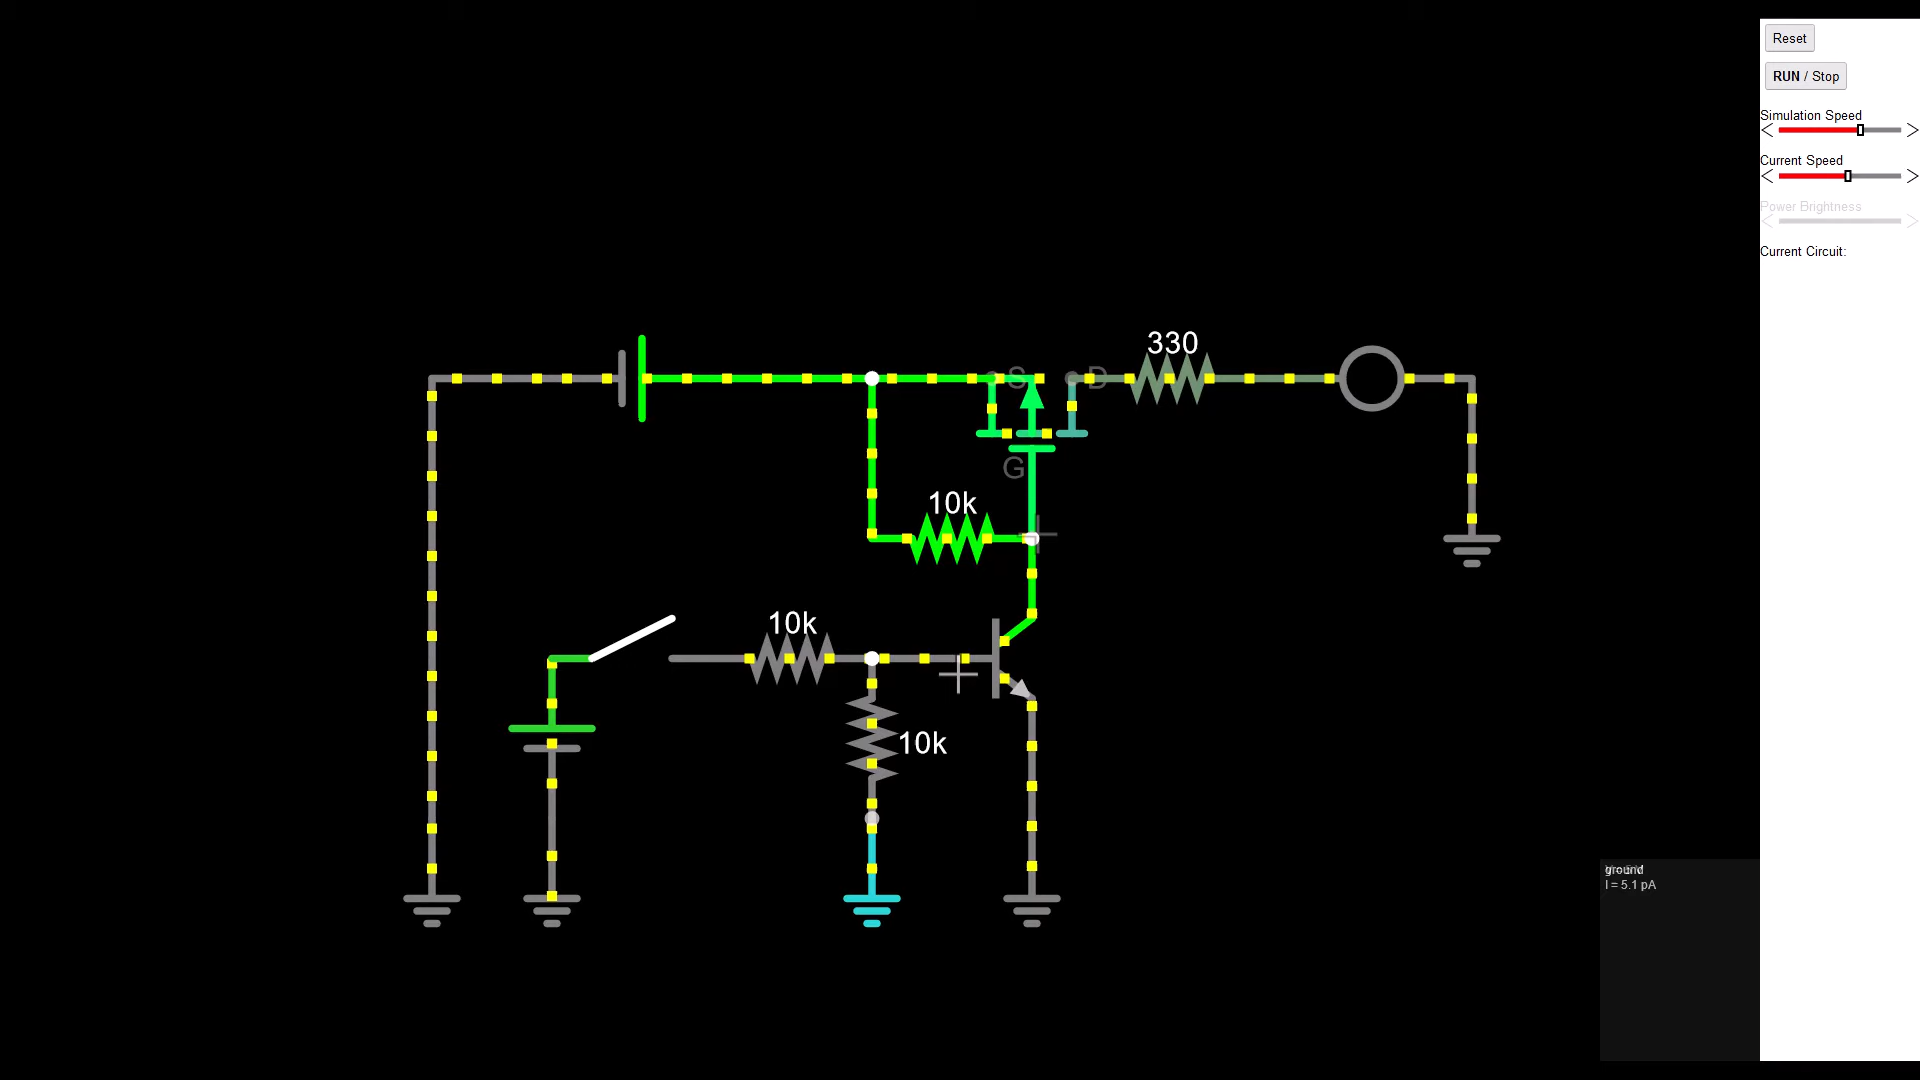 Reset
RUN / Stop
Simulation Speed
Current Speed
Power Brightness
Current Circuit:
330
S
D
G
10k
10k
10k
ground
I = 5.1 pA